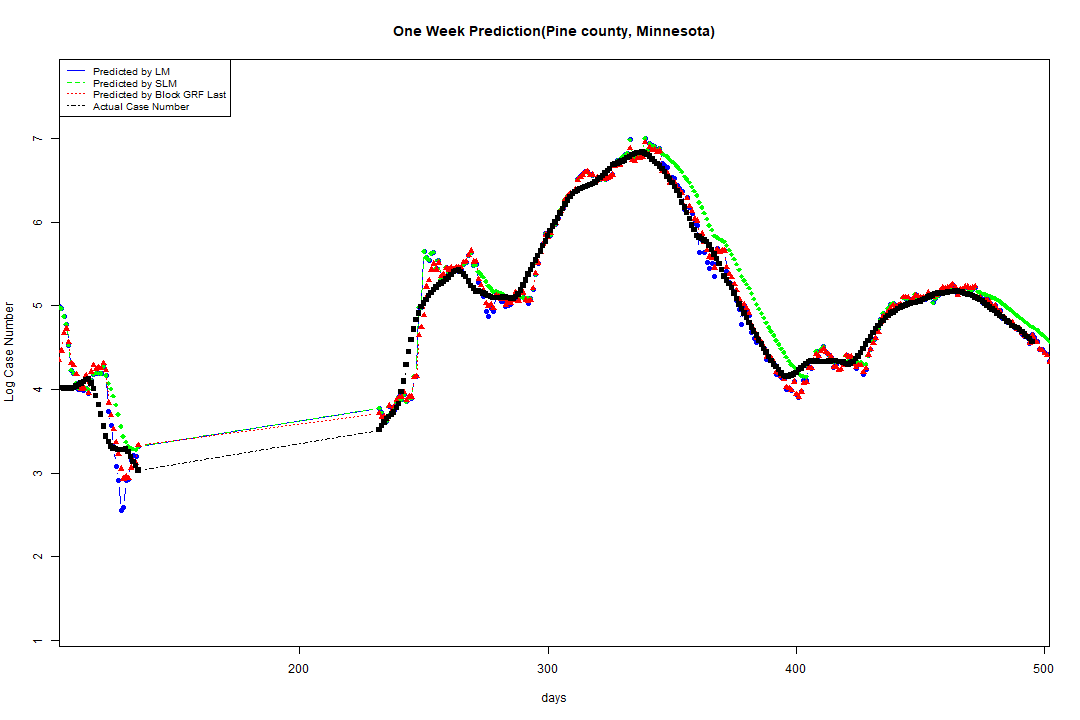 One Week Prediction(Pine county, Minnesota)
Predicted by LM
Predicted by SLM
Predicted by Block GRF Last
Actual Case Number
7
6
5
4
3
2
1
Log Case Number
200 300 400 500
days